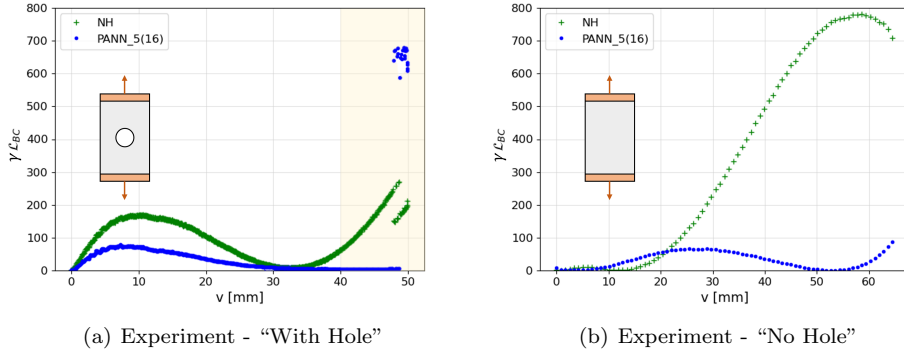 800
700
600
500
400
300
200
100
0
γ ℒ_BC
NH
PANN_5(16)
0 10 20 30 40 50
v [mm]
(a) Experiment - “With Hole”
800
700
600
500
400
300
200
100
0
γ ℒ_BC
NH
PANN_5(16)
0 10 20 30 40 50 60
v [mm]
(b) Experiment - “No Hole”